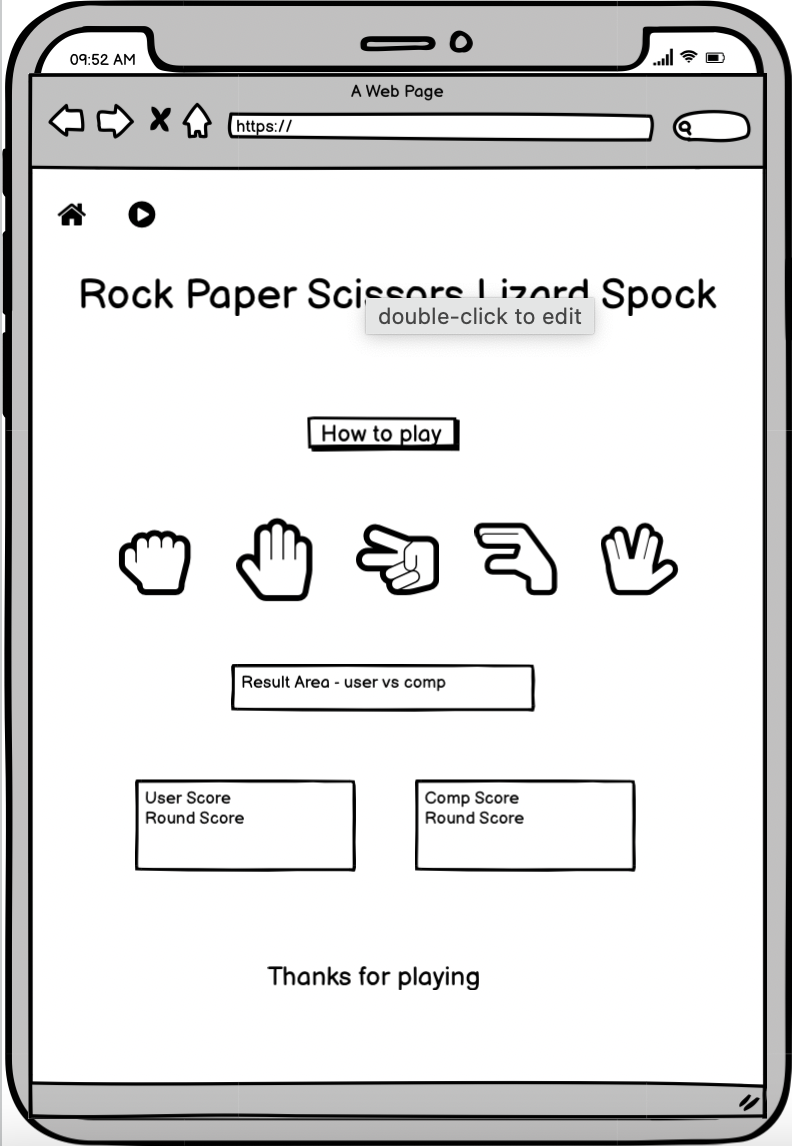 09:52 AM
A Web Page
https://
Rock Paper Scissors Lizard Spock
double-click to edit
How to play
Result Area - user vs comp
User Score
Round Score
Comp Score
Round Score
Thanks for playing